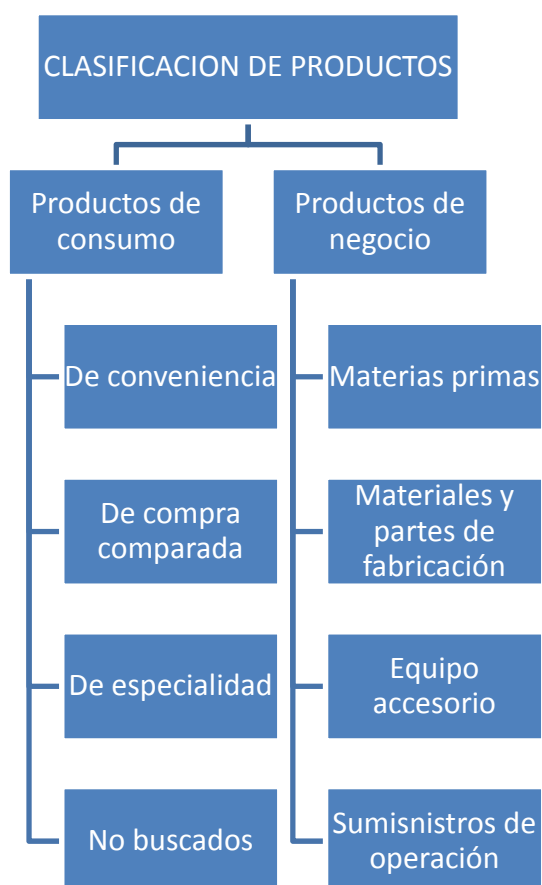 CLASIFICACION DE PRODUCTOS
Productos de
consumo
Productos de
negocio
De conveniencia
Materias primas
De compra
comparada
Materiales y
partes de
fabricación
De especialidad
Equipo
accesorio
No buscados
Sumisnistros de
operación